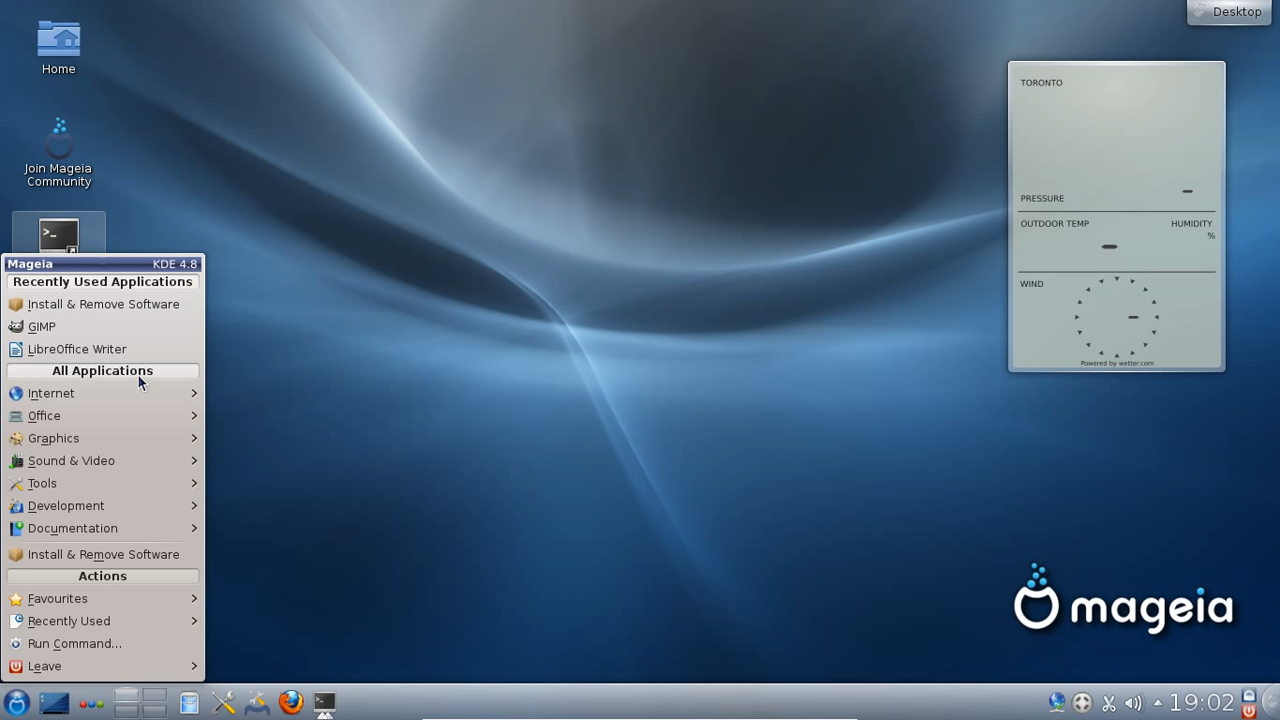 Desktop
Home
Join Mageia
Community
>_
TORONTO
PRESSURE
OUTDOOR TEMP
HUMIDITY
%
WIND
Powered by wetter.com
Mageia KDE 4.8
Recently Used Applications
Install & Remove Software
GIMP
LibreOffice Writer
All Applications
Internet
Office
Graphics
Sound & Video
Tools
Development
Documentation
Install & Remove Software
Actions
Favourites
Recently Used
Run Command...
Leave
mageia
19:02